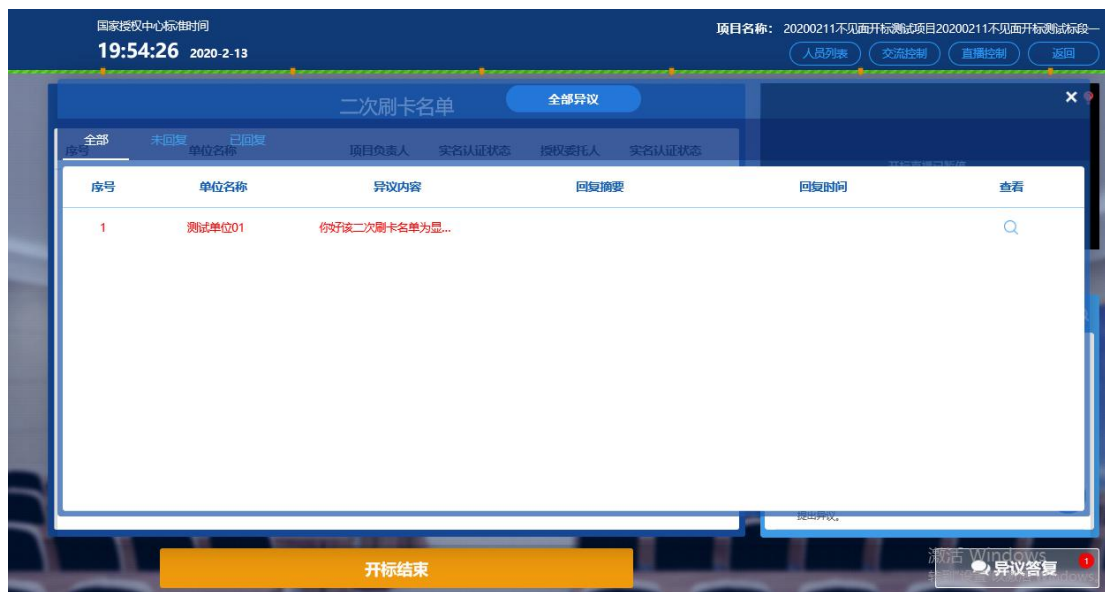 国家授权中心标准时间
19:54:26 2020-2-13
项目名称： 20200211不见面开标测试项目20200211不见面开标测试标段一
人员列表 交流控制 直播控制 返回
二次刷卡名单
全部异议
全部 未回复 已回复
序号 单位名称 项目负责人 实名认证状态 授权委托人 实名认证状态
开标直播已暂停
序号 单位名称 异议内容 回复摘要 回复时间 查看
1 测试单位01 你好该二次刷卡名单为显...
提出异议。
开标结束
激活 Windows
异议答复 1